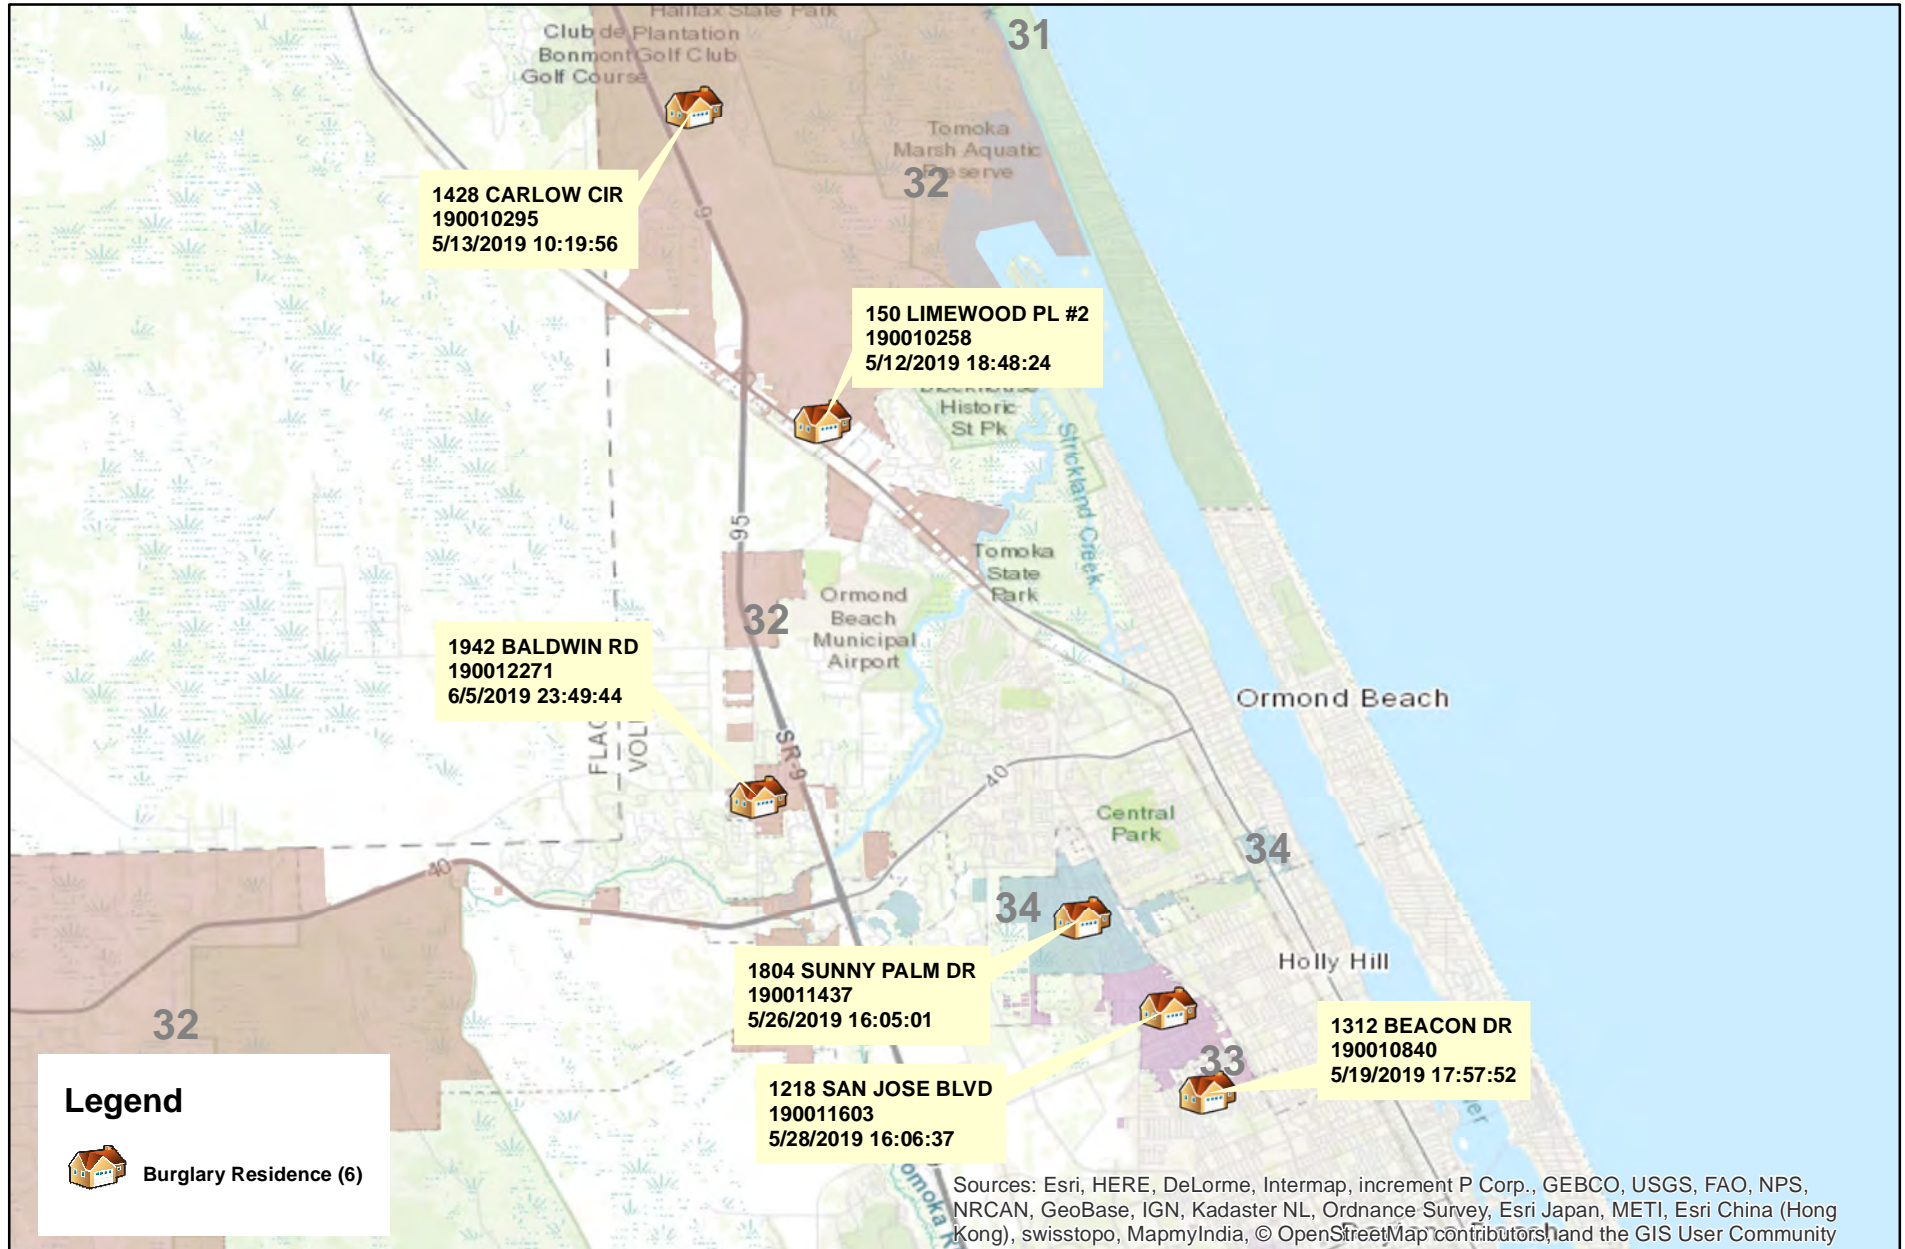 Halifax State Park
31
Club de Plantation
Bonmont Golf Club
Golf Course
Tomoka
Marsh Aquatic
Preserve
32
1428 CARLOW CIR
190010295
5/13/2019 10:19:56
150 LIMEWOOD PL #2
190010258
5/12/2019 18:48:24
Historic
St Pk
Strickland Creek
95
Tomoka
State
Park
Ormond
Beach
Municipal
Airport
32
1942 BALDWIN RD
190012271
6/5/2019 23:49:44
Ormond Beach
FLAG
VOLU
SR-9
40
Central
Park
34
40
34
Holly Hill
1804 SUNNY PALM DR
190011437
5/26/2019 16:05:01
32
1312 BEACON DR
190010840
5/19/2019 17:57:52
33
1218 SAN JOSE BLVD
190011603
5/28/2019 16:06:37
Legend
Burglary Residence (6)
Sources: Esri, HERE, DeLorme, Intermap, increment P Corp., GEBCO, USGS, FAO, NPS,
NRCAN, GeoBase, IGN, Kadaster NL, Ordnance Survey, Esri Japan, METI, Esri China (Hong
Kong), swisstopo, MapmyIndia, © OpenStreetMap contributors, and the GIS User Community